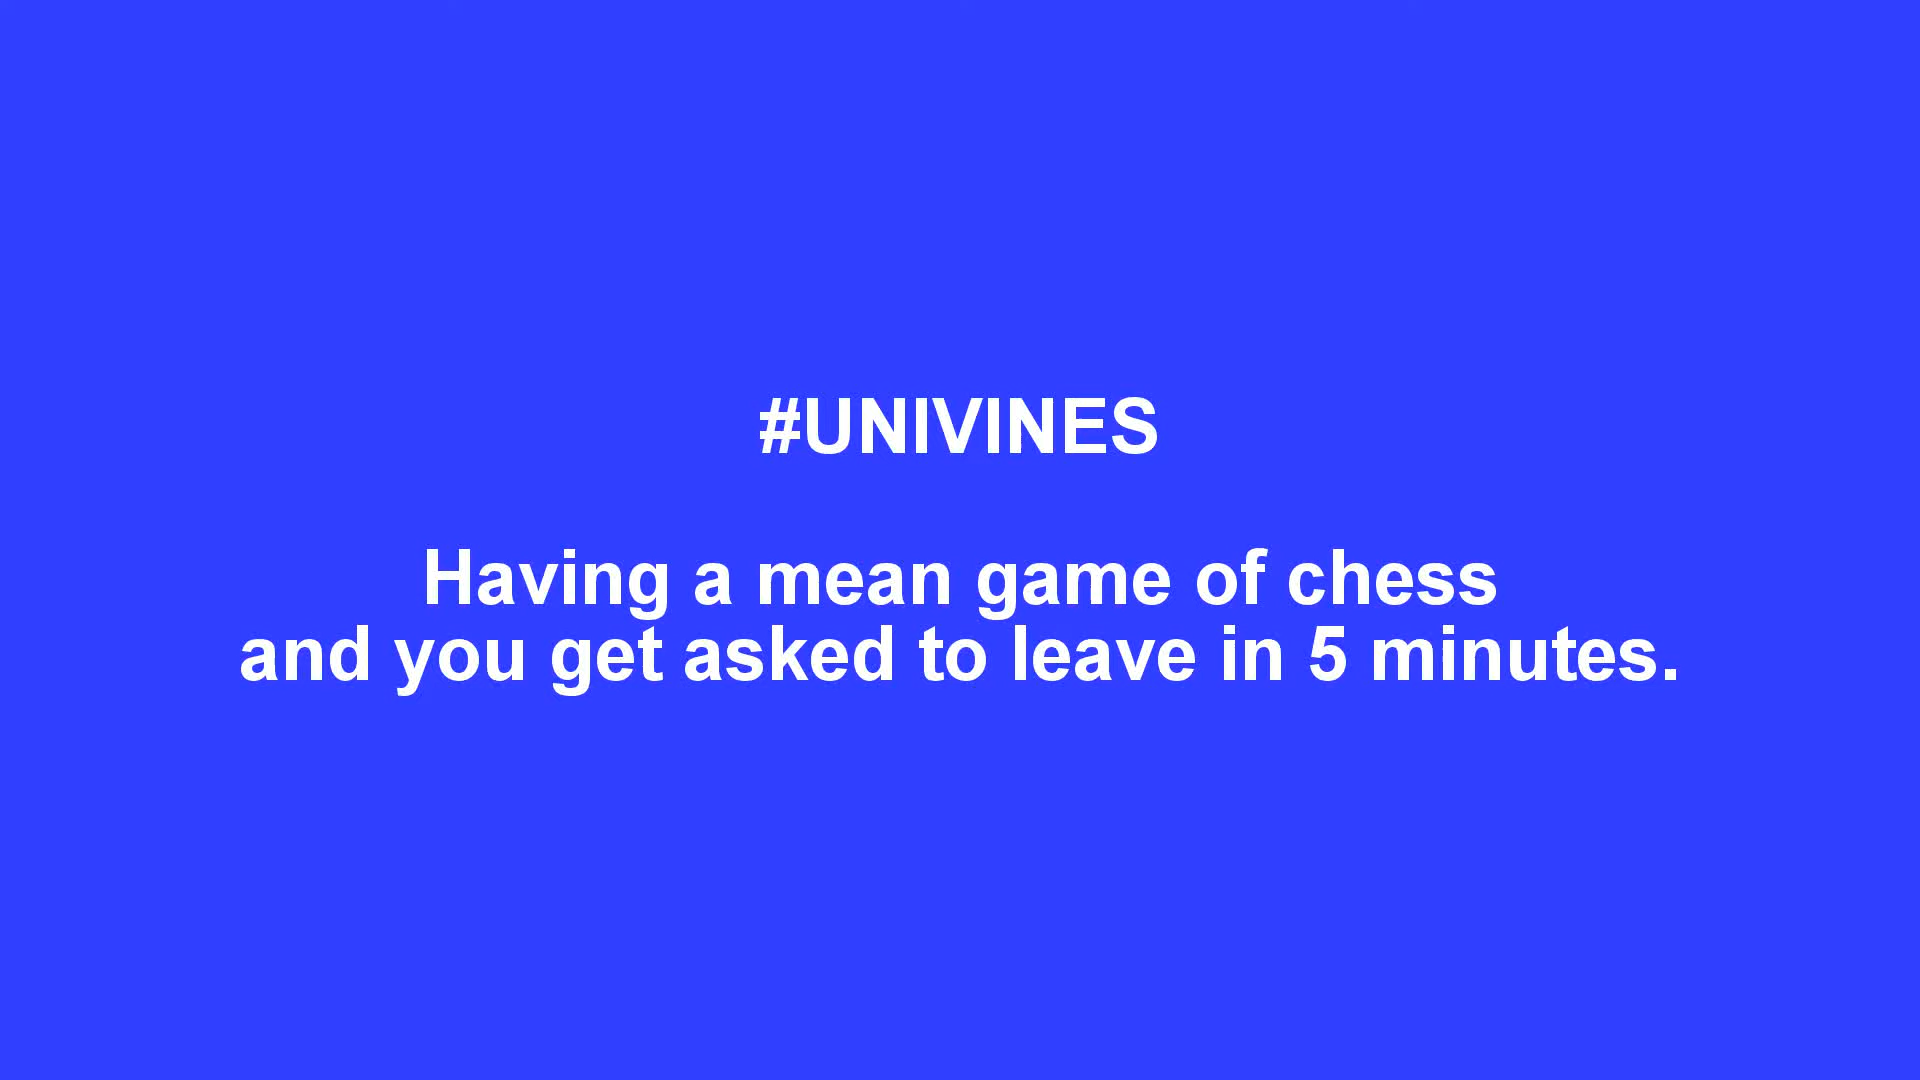 #UNIVINES
Having a mean game of chess
and you get asked to leave in 5 minutes.